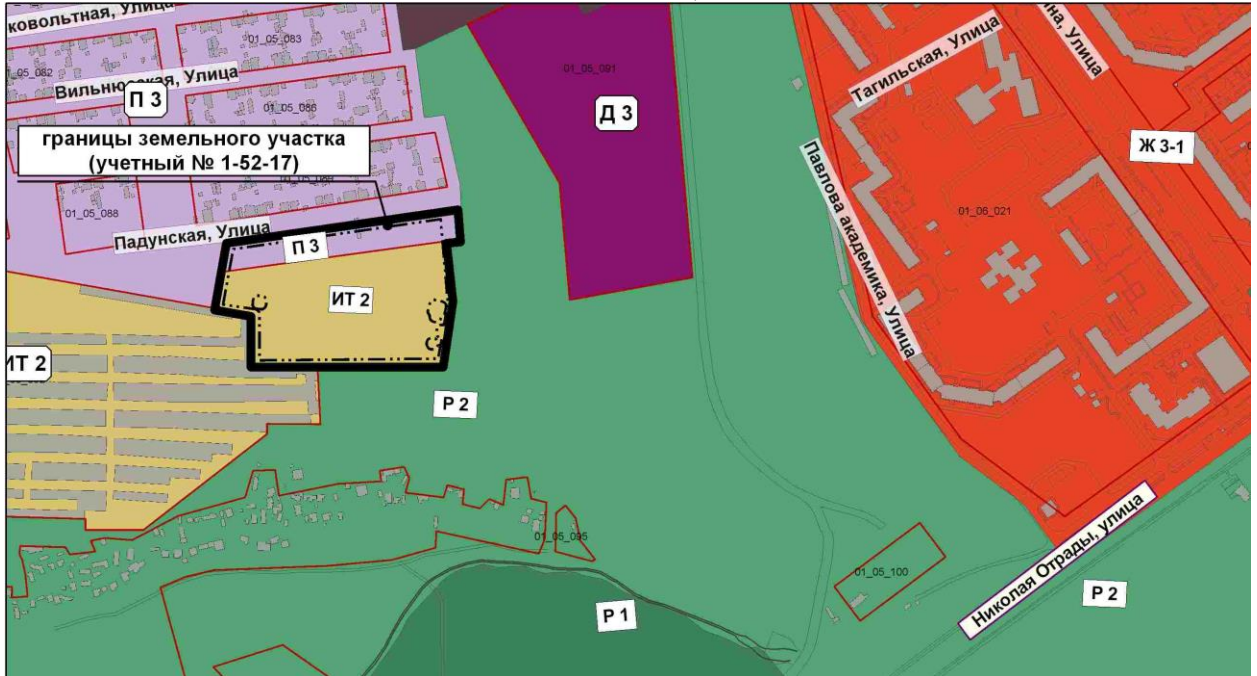 ковольтная, Улица
01_05_083
01_05_082
Вильнюсская, Улица
П 3
01_05_086
границы земельного участка
(учетный № 1-52-17)
01_05_088
Падунская, Улица
П 3
ИТ 2
ИТ 2
01_05_091
Д 3
Р 2
01_05_095
Р 1
01_05_100
Тагильская, Улица
на, Улица
Ж 3-1
Павлова академика, Улица
01_06_021
Николая Отрады, улица
Р 2